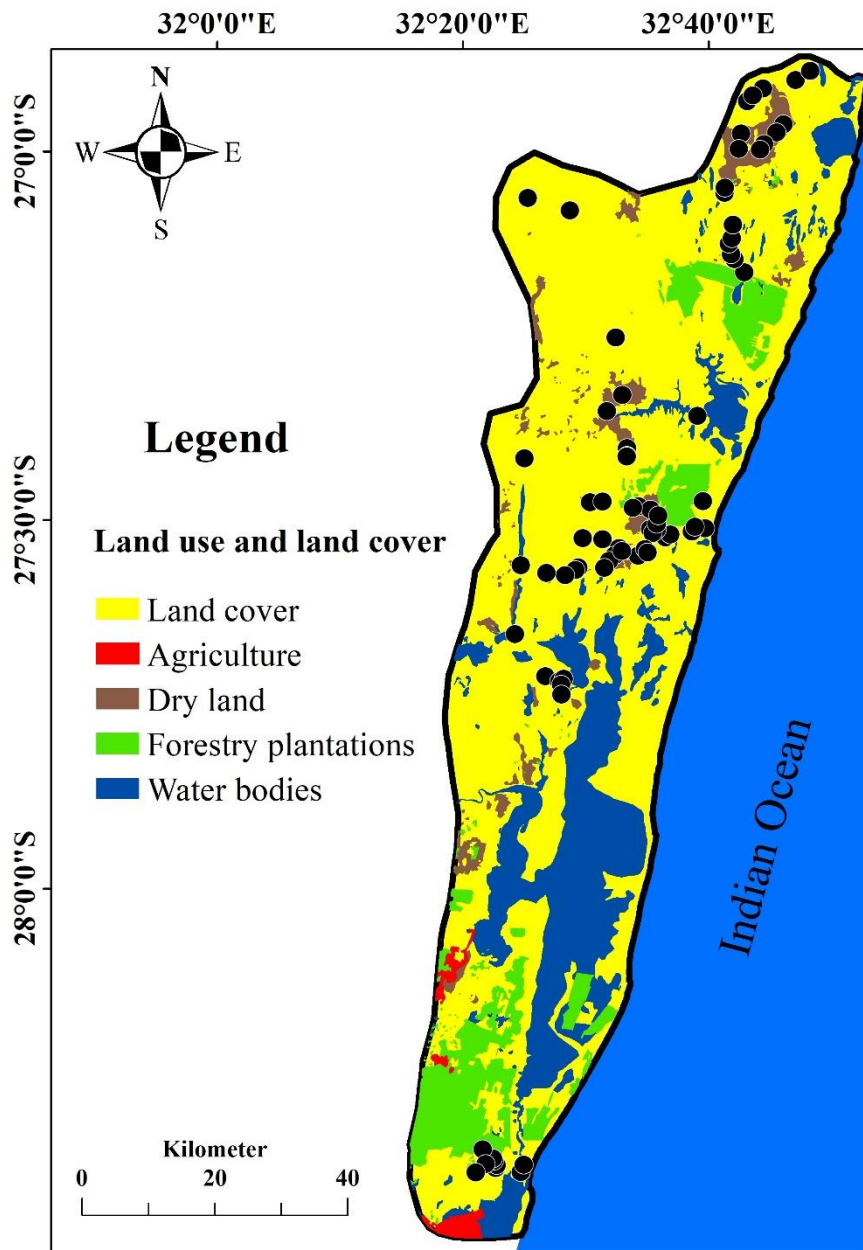 32°0'0"E 32°20'0"E 32°40'0"E
N
W E
S
27°0'0"S
27°30'0"S
28°0'0"S
Legend
Land use and land cover
Land cover
Agriculture
Dry land
Forestry plantations
Water bodies
Indian Ocean
Kilometer
0 20 40